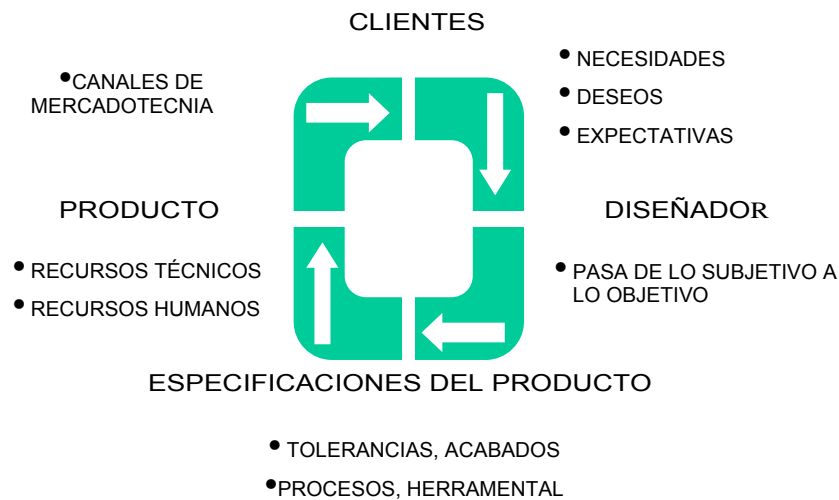 CLIENTES
• CANALES DE
MERCADOTECNIA
• NECESIDADES
• DESEOS
• EXPECTATIVAS
PRODUCTO
DISEÑADOR
• RECURSOS TÉCNICOS
• RECURSOS HUMANOS
• PASA DE LO SUBJETIVO A
LO OBJETIVO
ESPECIFICACIONES DEL PRODUCTO
• TOLERANCIAS, ACABADOS
• PROCESOS, HERRAMENTAL